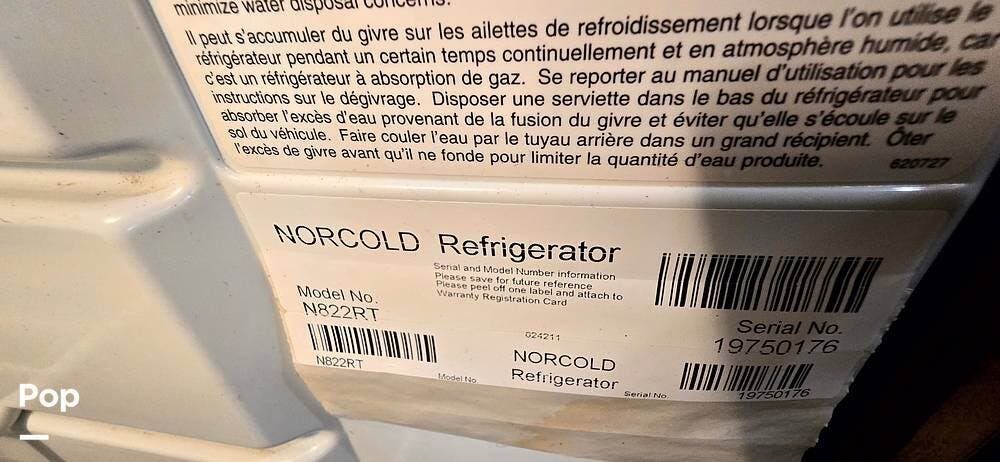 minimize water disposal concerns.
Il peut s'accumuler du givre sur les ailettes de refroidissement lorsque l'on utilise le
réfrigérateur pendant un certain temps continuellement et en atmosphère humide, car
c'est un réfrigérateur à absorption de gaz. Se reporter au manuel d'utilisation pour les
instructions sur le dégivrage. Disposer une serviette dans le bas du réfrigérateur pour
absorber l'excès d'eau provenant de la fusion du givre et éviter qu'elle s'écoule sur le
sol du véhicule. Faire couler l'eau par le tuyau arrière dans un grand récipient. Ôter
l'excès de givre avant qu'il ne fonde pour limiter la quantité d'eau produite.
620727
NORCOLD Refrigerator
Serial and Model Number information
Please save for future reference
Please peel off one label and attach to
Warranty Registration Card
Model No.
N822RT
Serial No.
19750176
N822RT
Model No.
024211
NORCOLD
Refrigerator
Serial No.
19750176
Pop